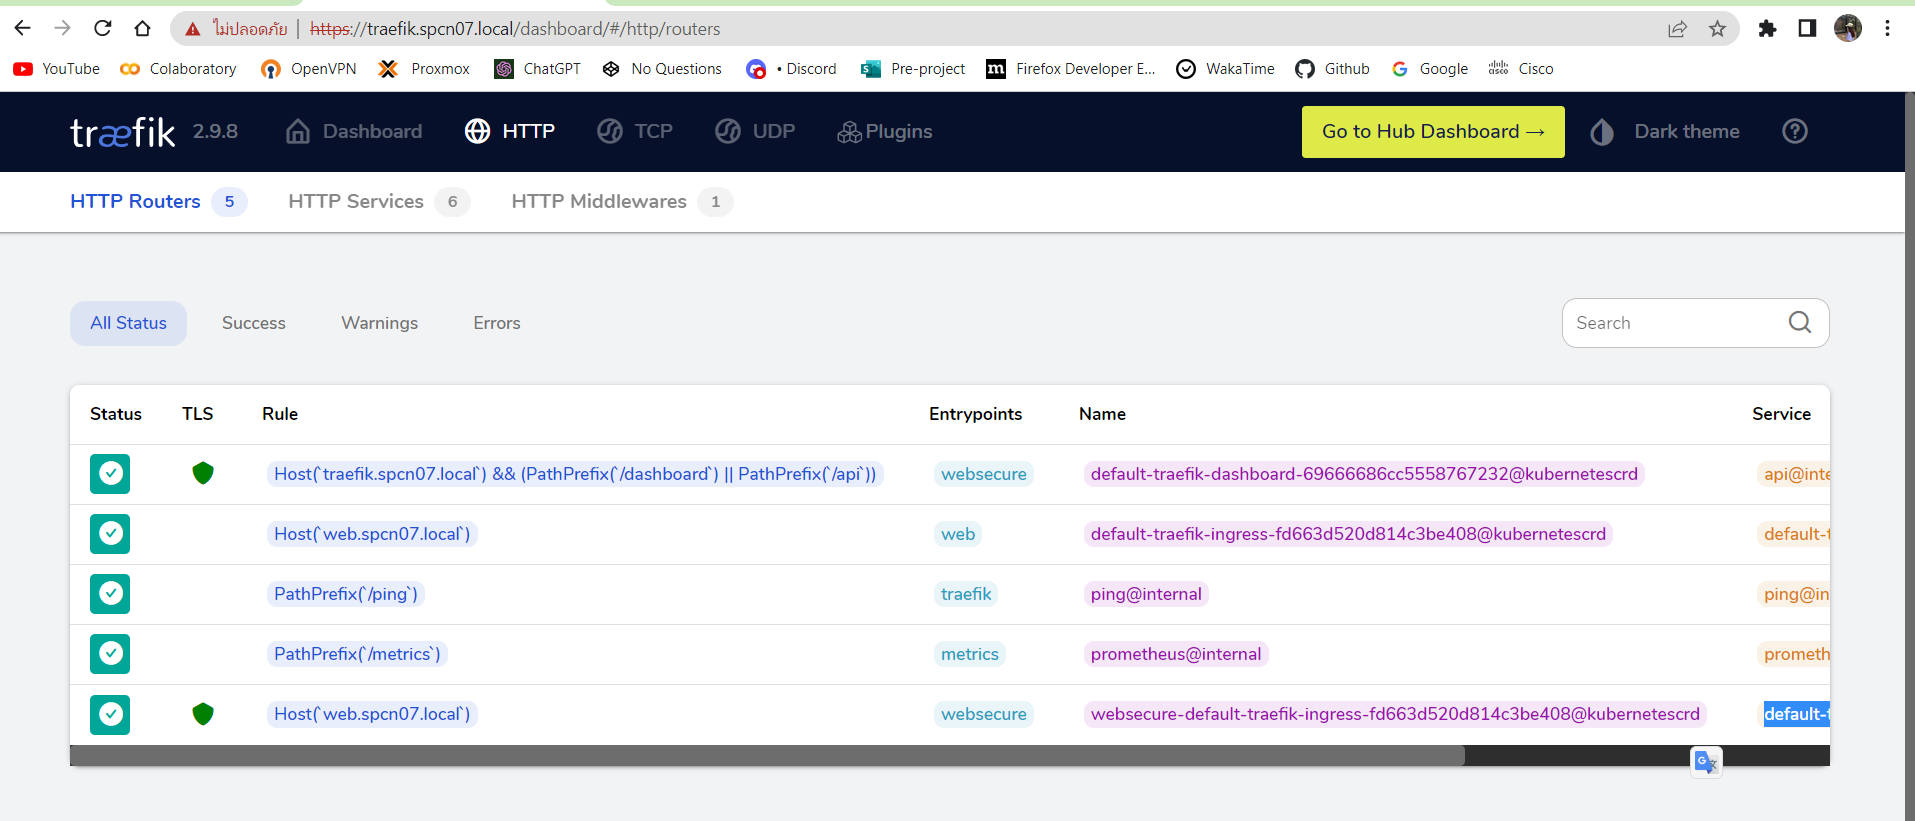 ไม่ปลอดภัย | https://traefik.spcn07.local/dashboard/#/http/routers
YouTube Colaboratory OpenVPN Proxmox ChatGPT No Questions • Discord Pre-project Firefox Developer E... WakaTime Github Google Cisco
træfik 2.9.8 Dashboard HTTP TCP UDP Plugins Go to Hub Dashboard → Dark theme
HTTP Routers 5 HTTP Services 6 HTTP Middlewares 1
All Status Success Warnings Errors Search
Status TLS Rule Entrypoints Name Service
Host(`traefik.spcn07.local`) && (PathPrefix(`/dashboard`) || PathPrefix(`/api`)) websecure default-traefik-dashboard-69666686cc5558767232@kubernetescrd api@inte
Host(`web.spcn07.local`) web default-traefik-ingress-fd663d520d814c3be408@kubernetescrd default-t
PathPrefix(`/ping`) traefik ping@internal ping@in
PathPrefix(`/metrics`) metrics prometheus@internal prometh
Host(`web.spcn07.local`) websecure websecure-default-traefik-ingress-fd663d520d814c3be408@kubernetescrd default-t